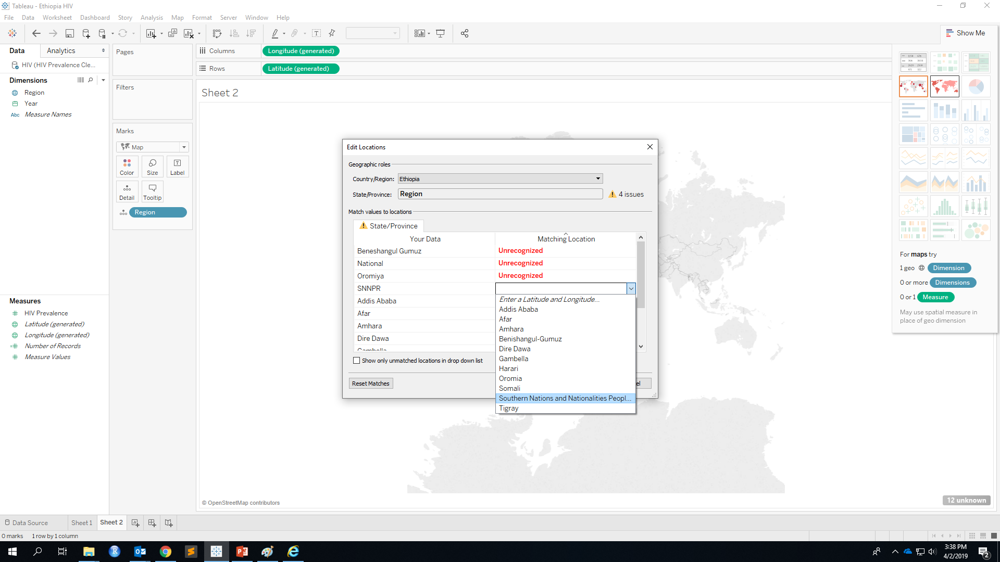 Tableau - Ethiopia HIV
File Data Worksheet Dashboard Story Analysis Map Format Server Window Help
Show Me
Data Analytics
HIV (HIV Prevalence Cle...
Dimensions
Region
Year
Abc Measure Names
Measures
HIV Prevalence
Latitude (generated)
Longitude (generated)
Number of Records
Measure Values
Pages
Filters
Marks
Map
Color Size Label
Detail Tooltip
Region
Columns Longitude (generated)
Rows Latitude (generated)
Sheet 2
Edit Locations
Geographic roles
Country/Region: Ethiopia
State/Province: Region 4 issues
Match values to locations
State/Province
Your Data Matching Location
Beneshangul Gumuz Unrecognized
National Unrecognized
Oromiya Unrecognized
SNNPR
Addis Ababa
Afar
Amhara
Dire Dawa
Gambella
Enter a Latitude and Longitude...
Addis Ababa
Afar
Amhara
Benishangul-Gumuz
Dire Dawa
Gambella
Harari
Oromia
Somali
Southern Nations and Nationalities Peopl...
Tigray
Show only unmatched locations in drop down list
Reset Matches
el
For maps try
1 geo Dimension
0 or more Dimensions
0 or 1 Measure
May use spatial measure in
place of geo dimension
© OpenStreetMap contributors
12 unknown
Data Source Sheet 1 Sheet 2
0 marks 1 row by 1 column
3:38 PM
4/2/2019
2